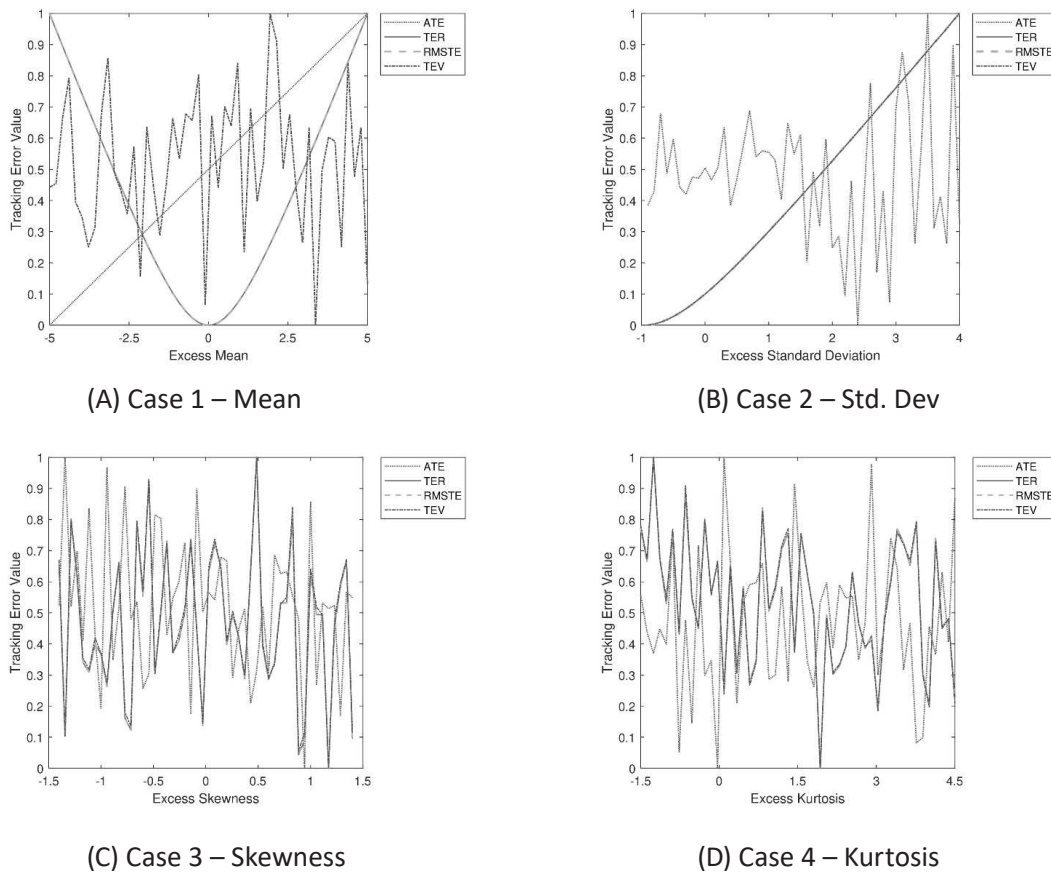 1
0.9
0.8
0.7
0.6
0.5
0.4
0.3
0.2
0.1
0
Tracking Error Value
-5
-2.5
0
2.5
5
Excess Mean
ATE
TER
RMSTE
TEV
(A) Case 1 – Mean
1
0.9
0.8
0.7
0.6
0.5
0.4
0.3
0.2
0.1
0
Tracking Error Value
-1
0
1
2
3
4
Excess Standard Deviation
ATE
TER
RMSTE
TEV
(B) Case 2 – Std. Dev
1
0.9
0.8
0.7
0.6
0.5
0.4
0.3
0.2
0.1
0
Tracking Error Value
-1.5
-1
-0.5
0
0.5
1
1.5
Excess Skewness
ATE
TER
RMSTE
TEV
(C) Case 3 – Skewness
1
0.9
0.8
0.7
0.6
0.5
0.4
0.3
0.2
0.1
0
Tracking Error Value
-1.5
0
1.5
3
4.5
Excess Kurtosis
ATE
TER
RMSTE
TEV
(D) Case 4 – Kurtosis